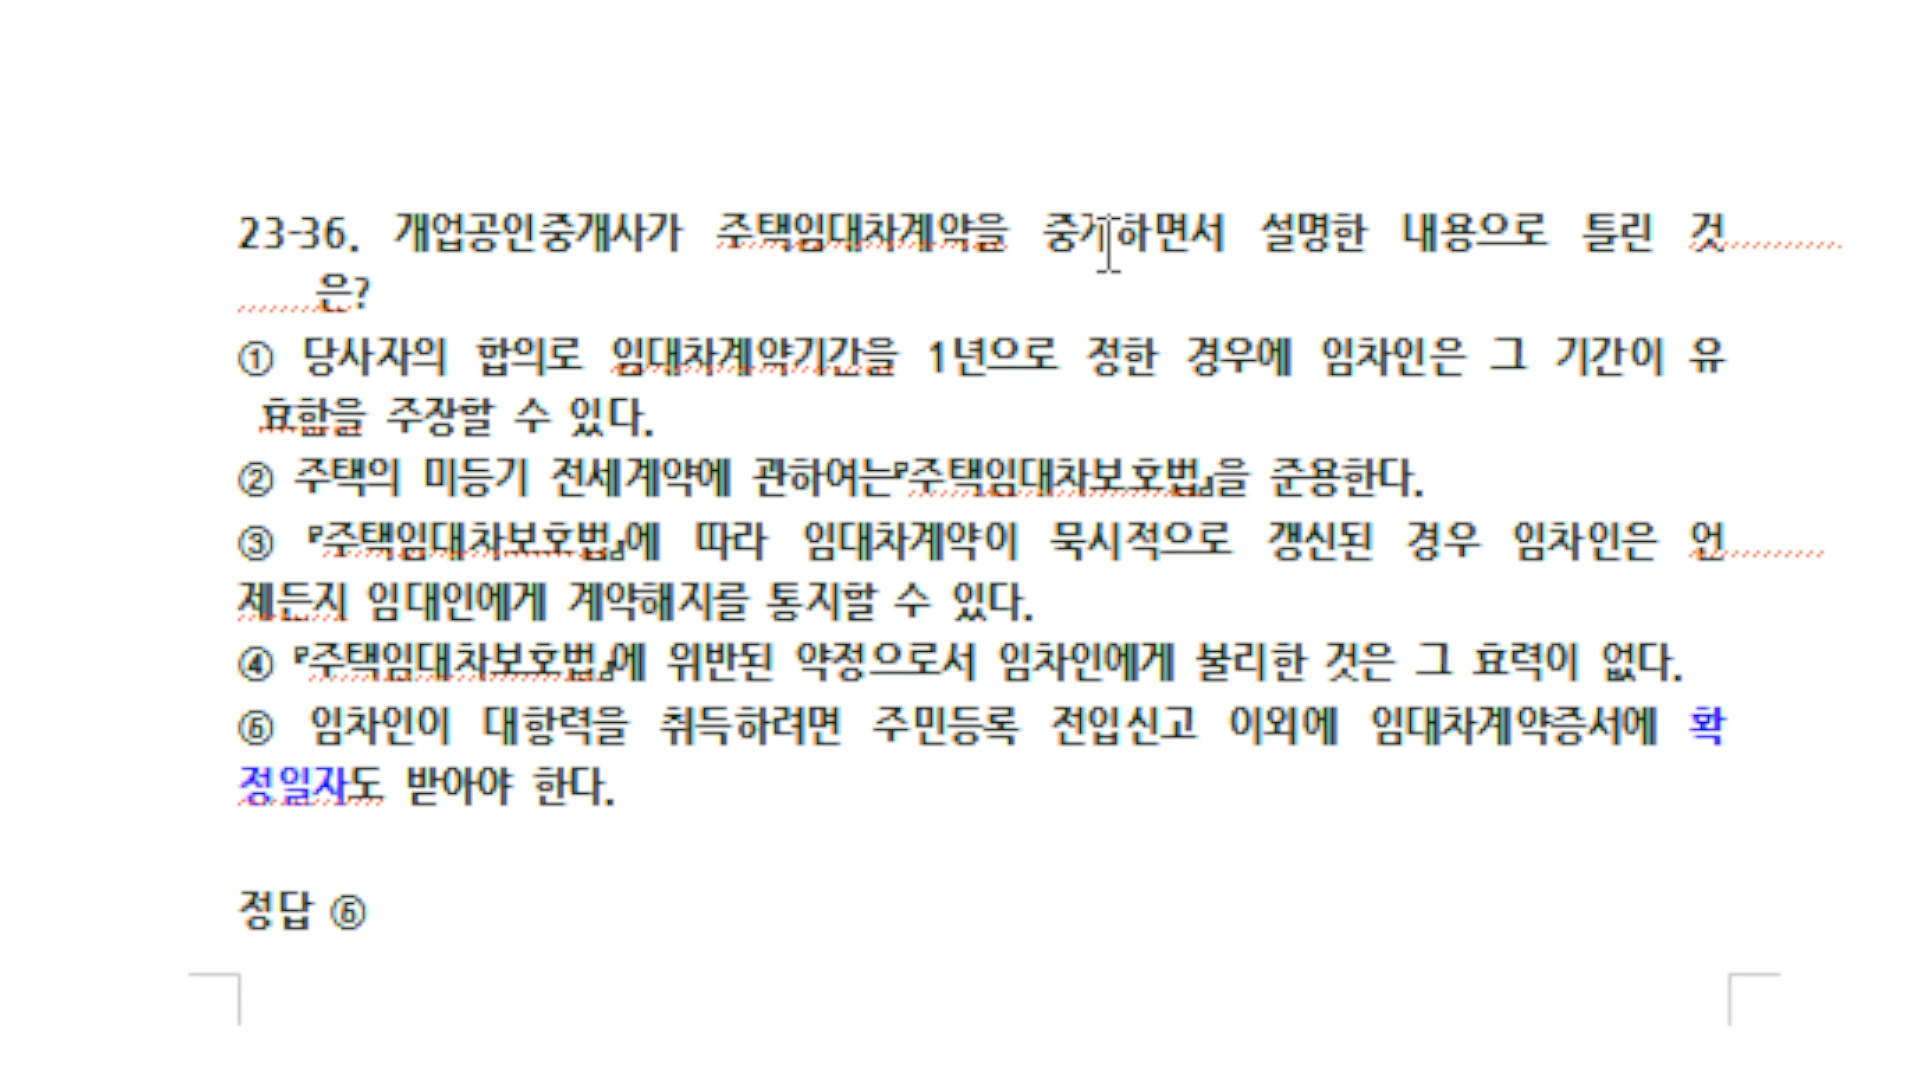 23-36. 개업공인중개사가 주택임대차계약을 중개하면서 설명한 내용으로 틀린 것
은?
① 당사자의 합의로 임대차계약기간을 1년으로 정한 경우에 임차인은 그 기간이 유
효함을 주장할 수 있다.
② 주택의 미등기 전세계약에 관하여는『주택임대차보호법』을 준용한다.
③ 『주택임대차보호법』에 따라 임대차계약이 묵시적으로 갱신된 경우 임차인은 언
제든지 임대인에게 계약해지를 통지할 수 있다.
④『주택임대차보호법』에 위반된 약정으로서 임차인에게 불리한 것은 그 효력이 없다.
⑤ 임차인이 대항력을 취득하려면 주민등록 전입신고 이외에 임대차계약증서에 확
정일자도 받아야 한다.
정답 ⑤